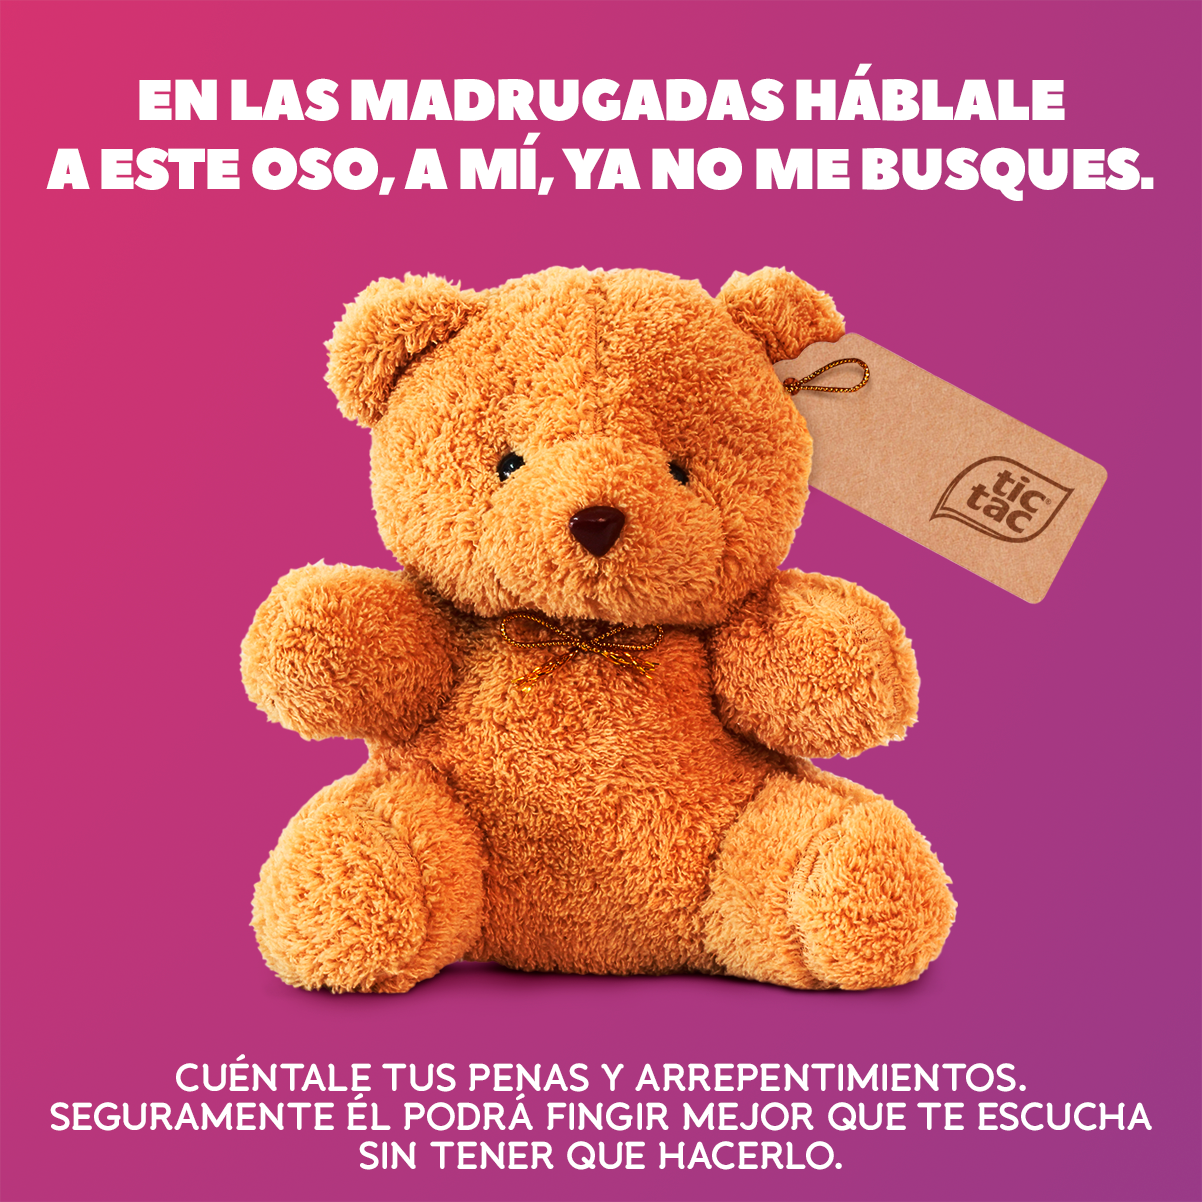 EN LAS MADRUGADAS HÁBLALE
A ESTE OSO, A MÍ, YA NO ME BUSQUES.
tic
tac
CUÉNTALE TUS PENAS Y ARREPENTIMIENTOS.
SEGURAMENTE ÉL PODRÁ FINGIR MEJOR QUE TE ESCUCHA
SIN TENER QUE HACERLO.